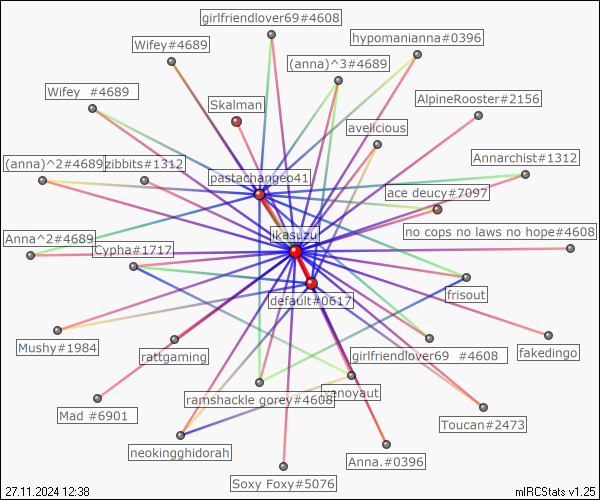 girlfriendlover69#4608
hypomanianna#0396
Wifey#4689
(anna)^3#4689
Wifey  #4689
AlpineRooster#2156
Skalman
avelicious
(anna)^2#4689
zibbits#1312
Annarchist#1312
pastachangeo41
ace deucy#7097
no cops no laws no hope#4608
ikasuzu
Anna^2#4689
Cypha#1717
default#0617
frisout
Mushy#1984
rattgaming
girlfriendlover69  #4608
fakedingo
ramshackle gorey#4608
Mad #6901
Toucan#2473
neokingghidorah
Anna.#0396
Soxy Foxy#5076
27.11.2024 12:38
mIRCStats v1.25